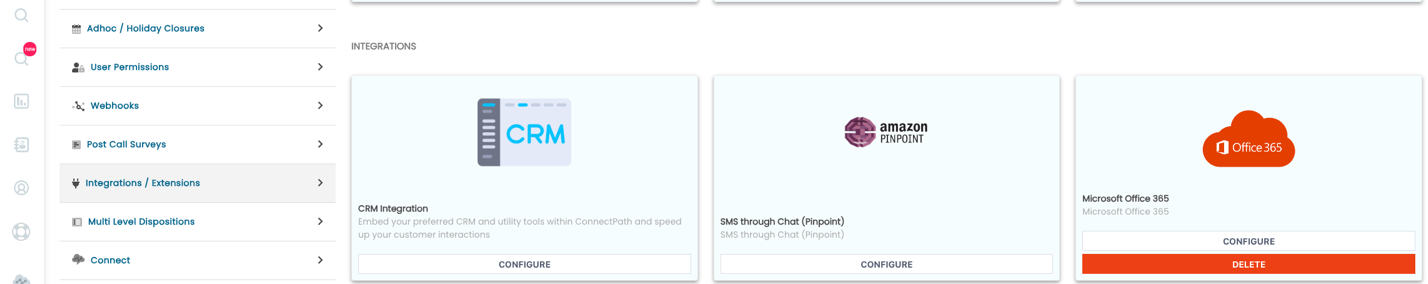 new
Adhoc / Holiday Closures
User Permissions
Webhooks
Post Call Surveys
Integrations / Extensions
Multi Level Dispositions
Connect
INTEGRATIONS
CRM
CRM Integration
Embed your preferred CRM and utility tools within ConnectPath and speed
up your customer interactions
CONFIGURE
amazon
PINPOINT
SMS through Chat (Pinpoint)
SMS through Chat (Pinpoint)
CONFIGURE
Office 365
Microsoft Office 365
Microsoft Office 365
CONFIGURE
DELETE